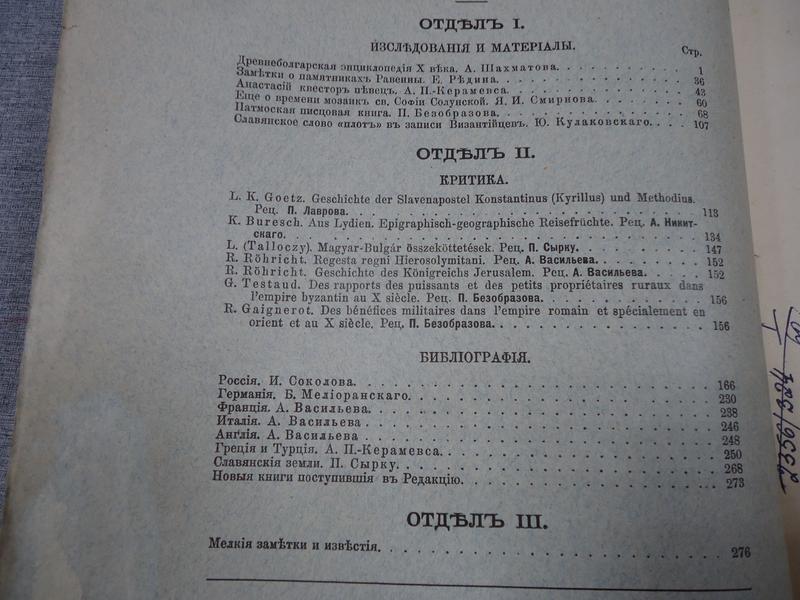 ОТДѢЛЪ I.
ИЗСЛѢДОВАНІЯ И МАТЕРІАЛЫ.
Стр.
Древнеболгарская энциклопедія X вѣка. А. Шахматова. 1
Замѣтки о памятникахъ Равенны. Е. Рѣдина. 36
Анастасій квесторъ пѣвецъ. А. П.-Керамевса. 43
Еще о времени мозаикъ св. Софіи Солунской. Я. И. Смирнова. 60
Патмоская писцовая книга. П. Безобразова. 68
Славянское слово «плотъ» въ записи Византійцевъ. Ю. Кулаковскаго. 107
ОТДѢЛЪ II.
КРИТИКА.
L. K. Goetz. Geschichte der Slavenapostel Konstantinus (Kyrillus) und Methodius.
Рец. П. Лаврова. 113
K. Buresch. Aus Lydien. Epigraphisch-geographische Reisefrüchte. Рец. А. Никит-
скаго. 134
L. (Talloczy). Magyar-Bulgár összeköttetések. Рец. П. Сырку. 147
R. Röhricht. Regesta regni Hierosolymitani. Рец. А. Васильева. 152
R. Röhricht. Geschichte des Königreichs Jerusalem. Рец. А. Васильева. 152
G. Testaud. Des rapports des puissants et des petits propriétaires ruraux dans
l'empire byzantin au X siècle. Рец. П. Безобразова. 156
R. Gaignerot. Des bénéfices militaires dans l'empire romain et spécialement en
orient et au X siècle. Рец. П. Безобразова. 156
БИБЛІОГРАФІЯ.
Россія. И. Соколова. 166
Германія. Б. Меліоранскаго. 230
Франція. А. Васильева. 238
Италія. А. Васильева 246
Англія. А. Васильева 248
Греція и Турція. А. П.-Керамевса. 250
Славянскія земли. П. Сырку. 268
Новыя книги поступившія въ Редакцію. 273
ОТДѢЛЪ III.
Мелкія замѣтки и извѣстія. 276